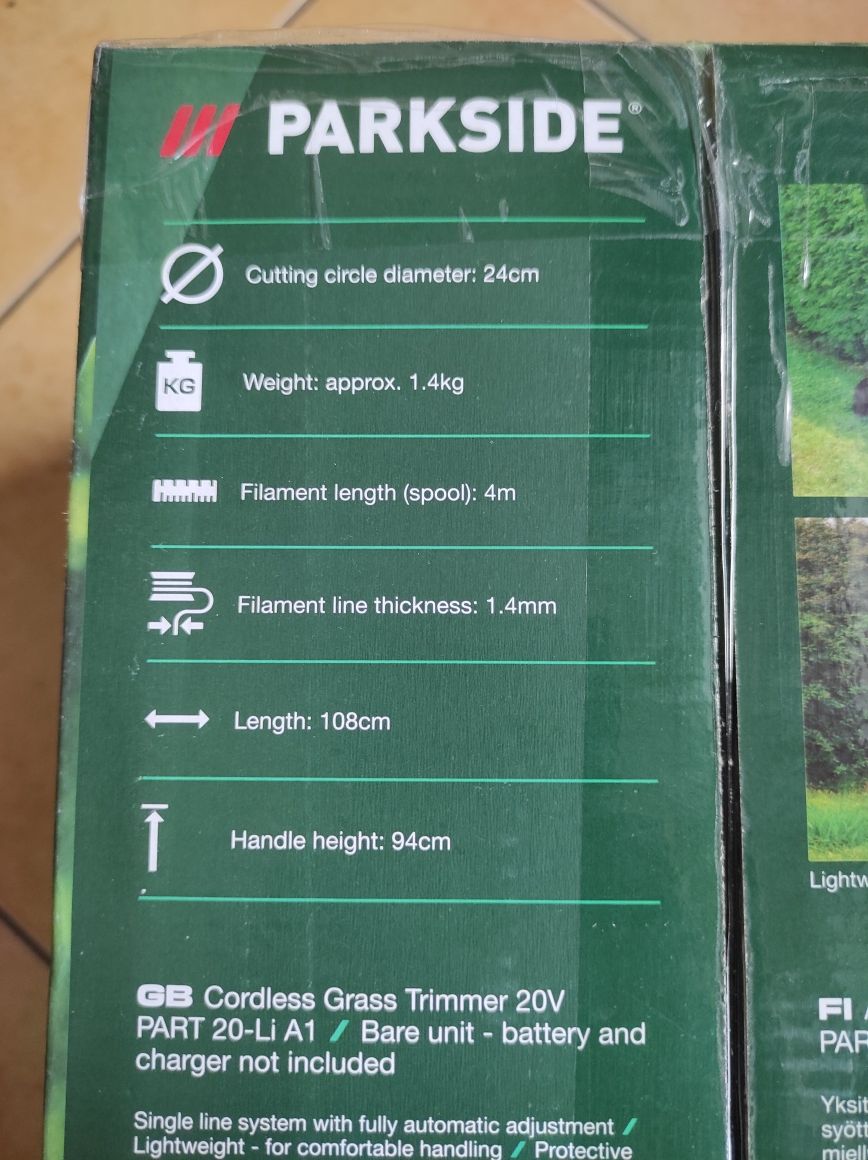 PARKSIDE®
Cutting circle diameter: 24cm
KG
Weight: approx. 1.4kg
Filament length (spool): 4m
Filament line thickness: 1.4mm
Length: 108cm
Handle height: 94cm
GB Cordless Grass Trimmer 20V
PART 20-Li A1 / Bare unit - battery and
charger not included
Single line system with fully automatic adjustment /
Lightweight - for comfortable handling / Protective
Lightw
FI
PAR
Yksit
syött
miell